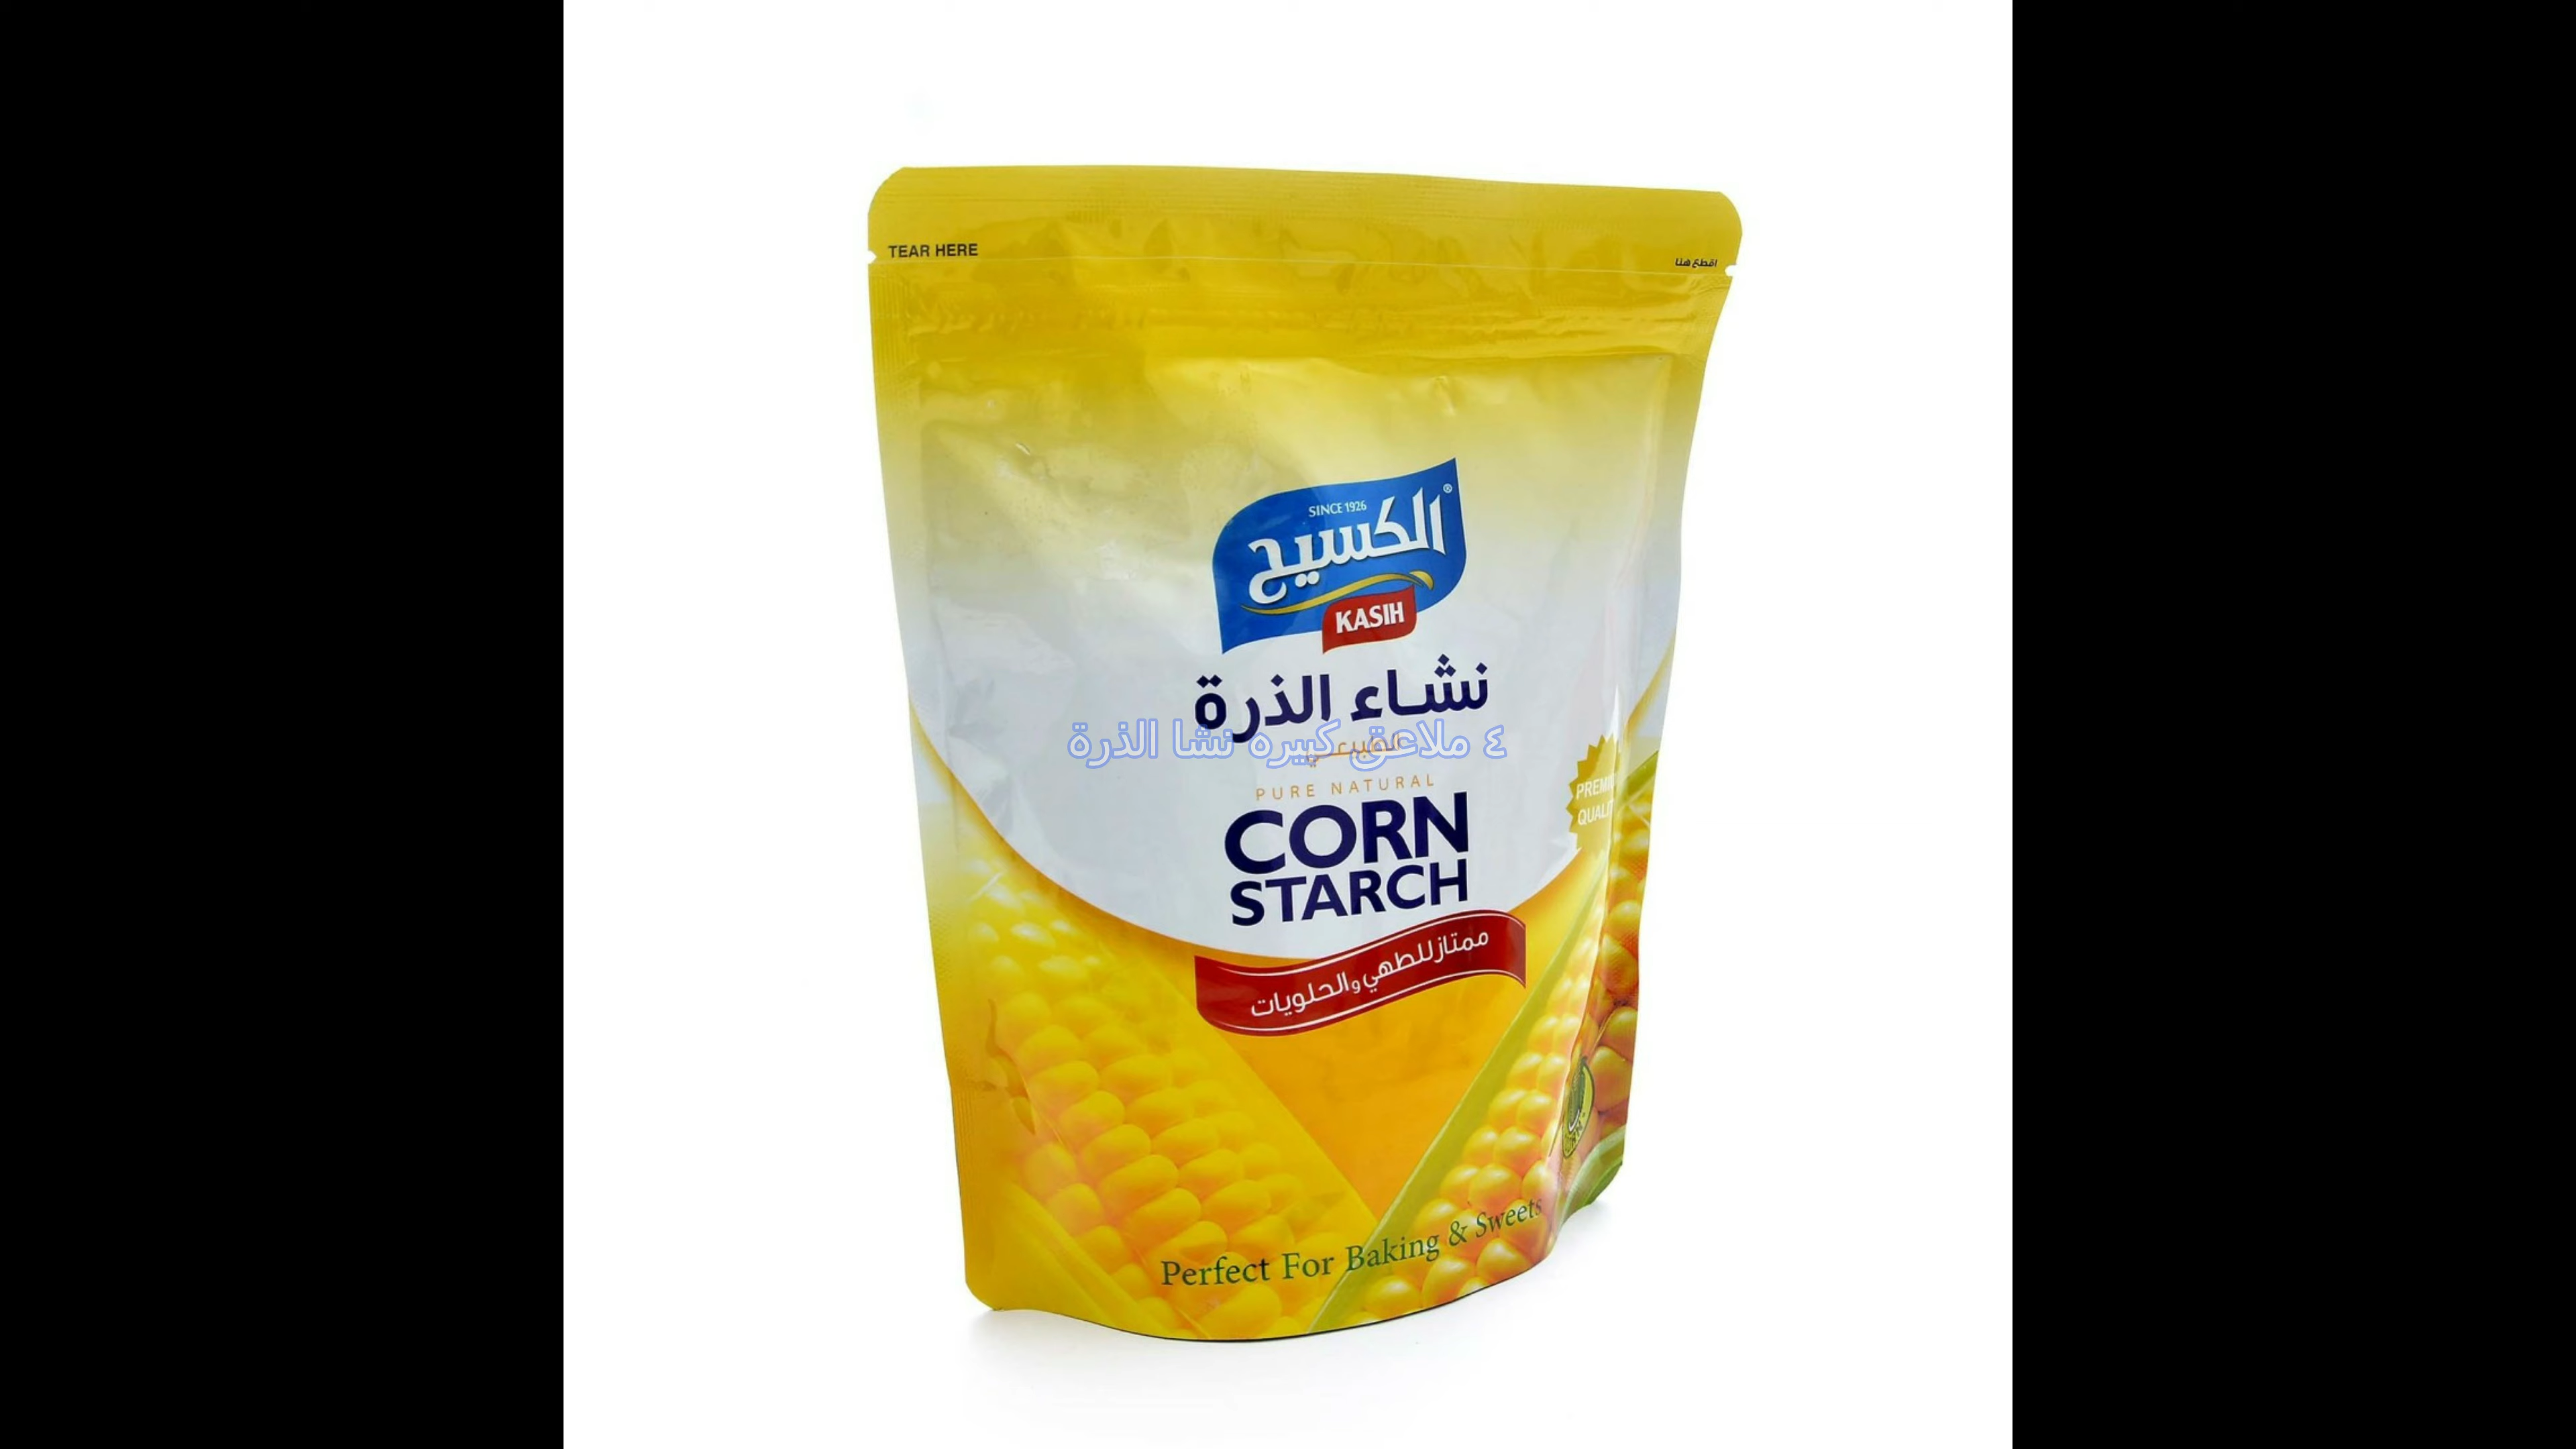 TEAR HERE
اقطع هنا
SINCE 1926
الكسيح
KASIH
نشاء الذرة
٤ ملاعق كبيره نشا الذرة
PURE NATURAL
CORN
STARCH
ممتاز للطهي والحلويات
Perfect For Baking & Sweets